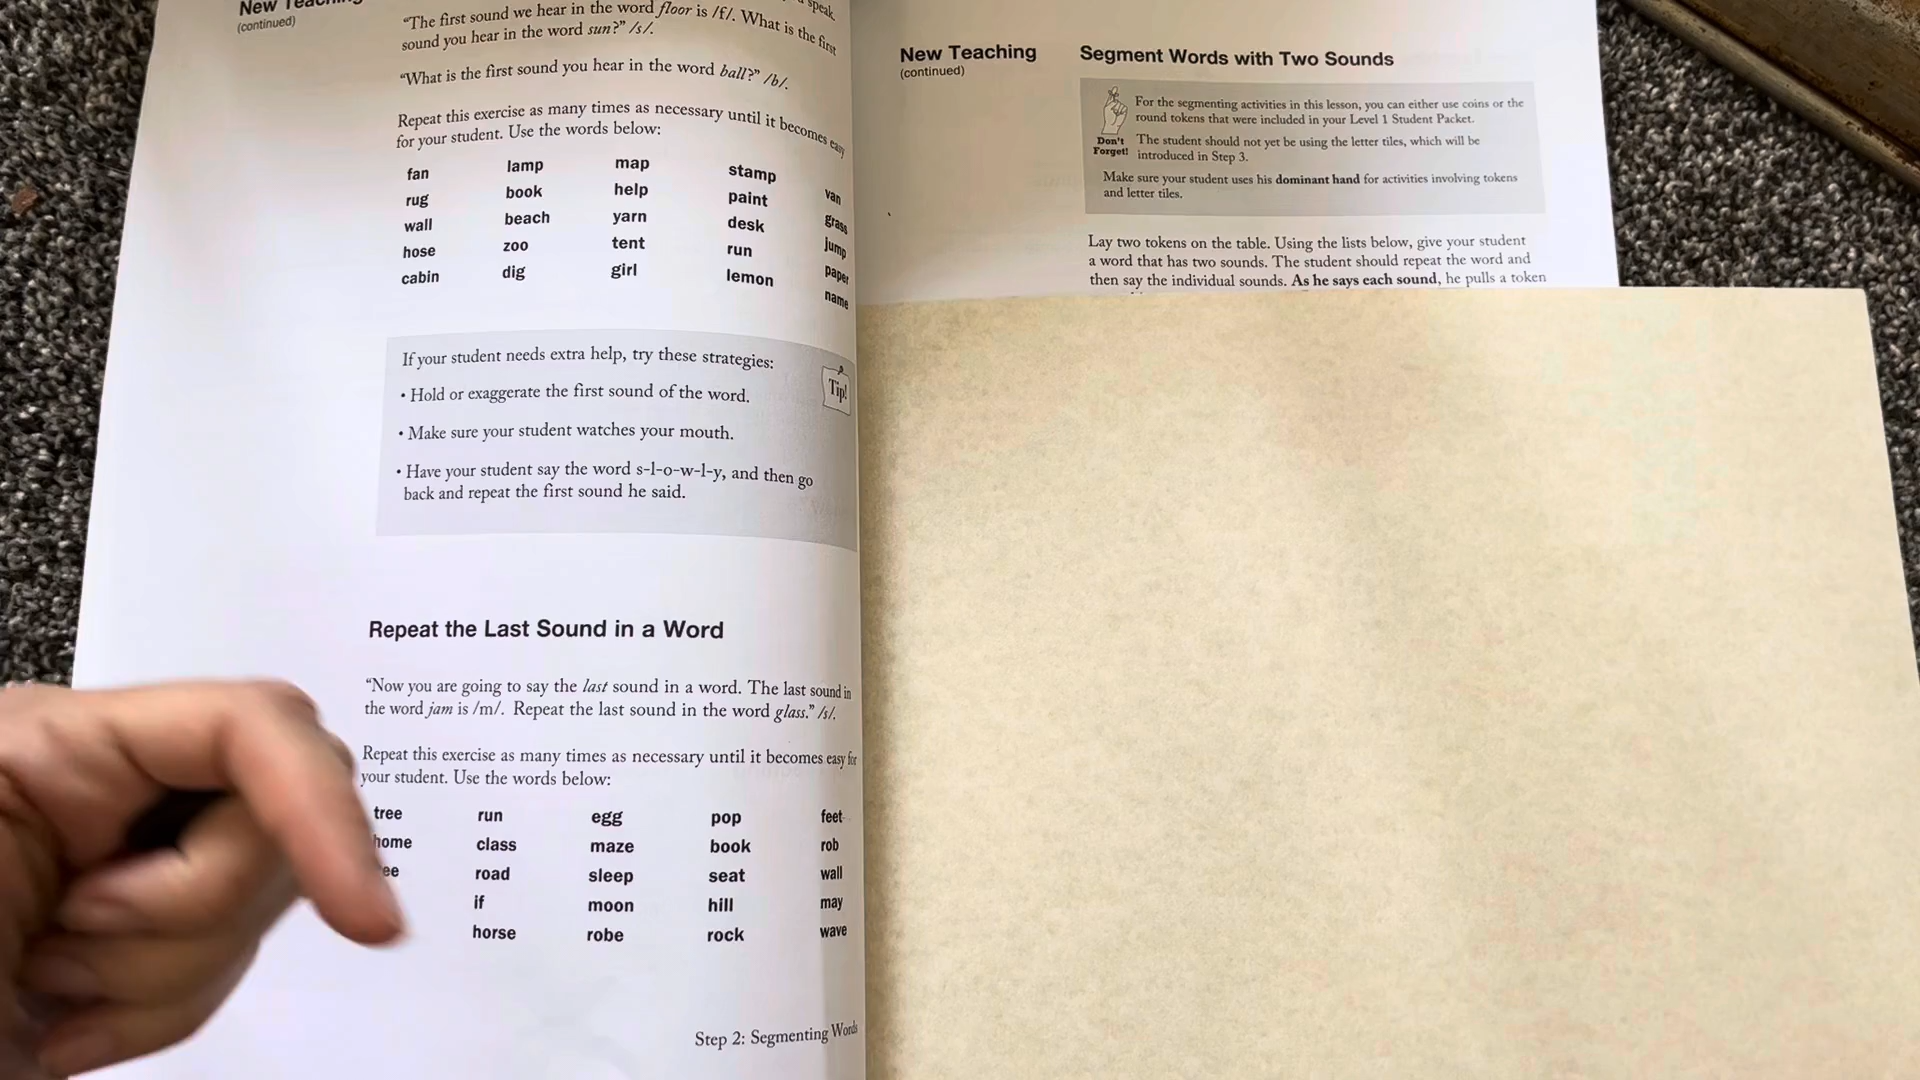 New Teaching
(continued)
speak.
“The first sound we hear in the word floor is /f/. What is the first
sound you hear in the word sun?” /s/.
“What is the first sound you hear in the word ball?” /b/.
Repeat this exercise as many times as necessary until it becomes easy
for your student. Use the words below:
fan lamp map stamp van
rug book help paint grass
wall beach yarn desk jump
hose zoo tent run paper
cabin dig girl lemon name
If your student needs extra help, try these strategies:
• Hold or exaggerate the first sound of the word.
• Make sure your student watches your mouth.
• Have your student say the word s-l-o-w-l-y, and then go
back and repeat the first sound he said.
Tip!
Repeat the Last Sound in a Word
“Now you are going to say the last sound in a word. The last sound in
the word jam is /m/. Repeat the last sound in the word glass.” /s/.
Repeat this exercise as many times as necessary until it becomes easy for
your student. Use the words below:
tree run egg pop feet
home class maze book rob
road sleep seat wall
if moon hill may
horse robe rock wave
Step 2: Segmenting Words
New Teaching
(continued)
Segment Words with Two Sounds
Don't
Forget!
For the segmenting activities in this lesson, you can either use coins or the
round tokens that were included in your Level 1 Student Packet.
The student should not yet be using the letter tiles, which will be
introduced in Step 3.
Make sure your student uses his dominant hand for activities involving tokens
and letter tiles.
Lay two tokens on the table. Using the lists below, give your student
a word that has two sounds. The student should repeat the word and
then say the individual sounds. As he says each sound, he pulls a token